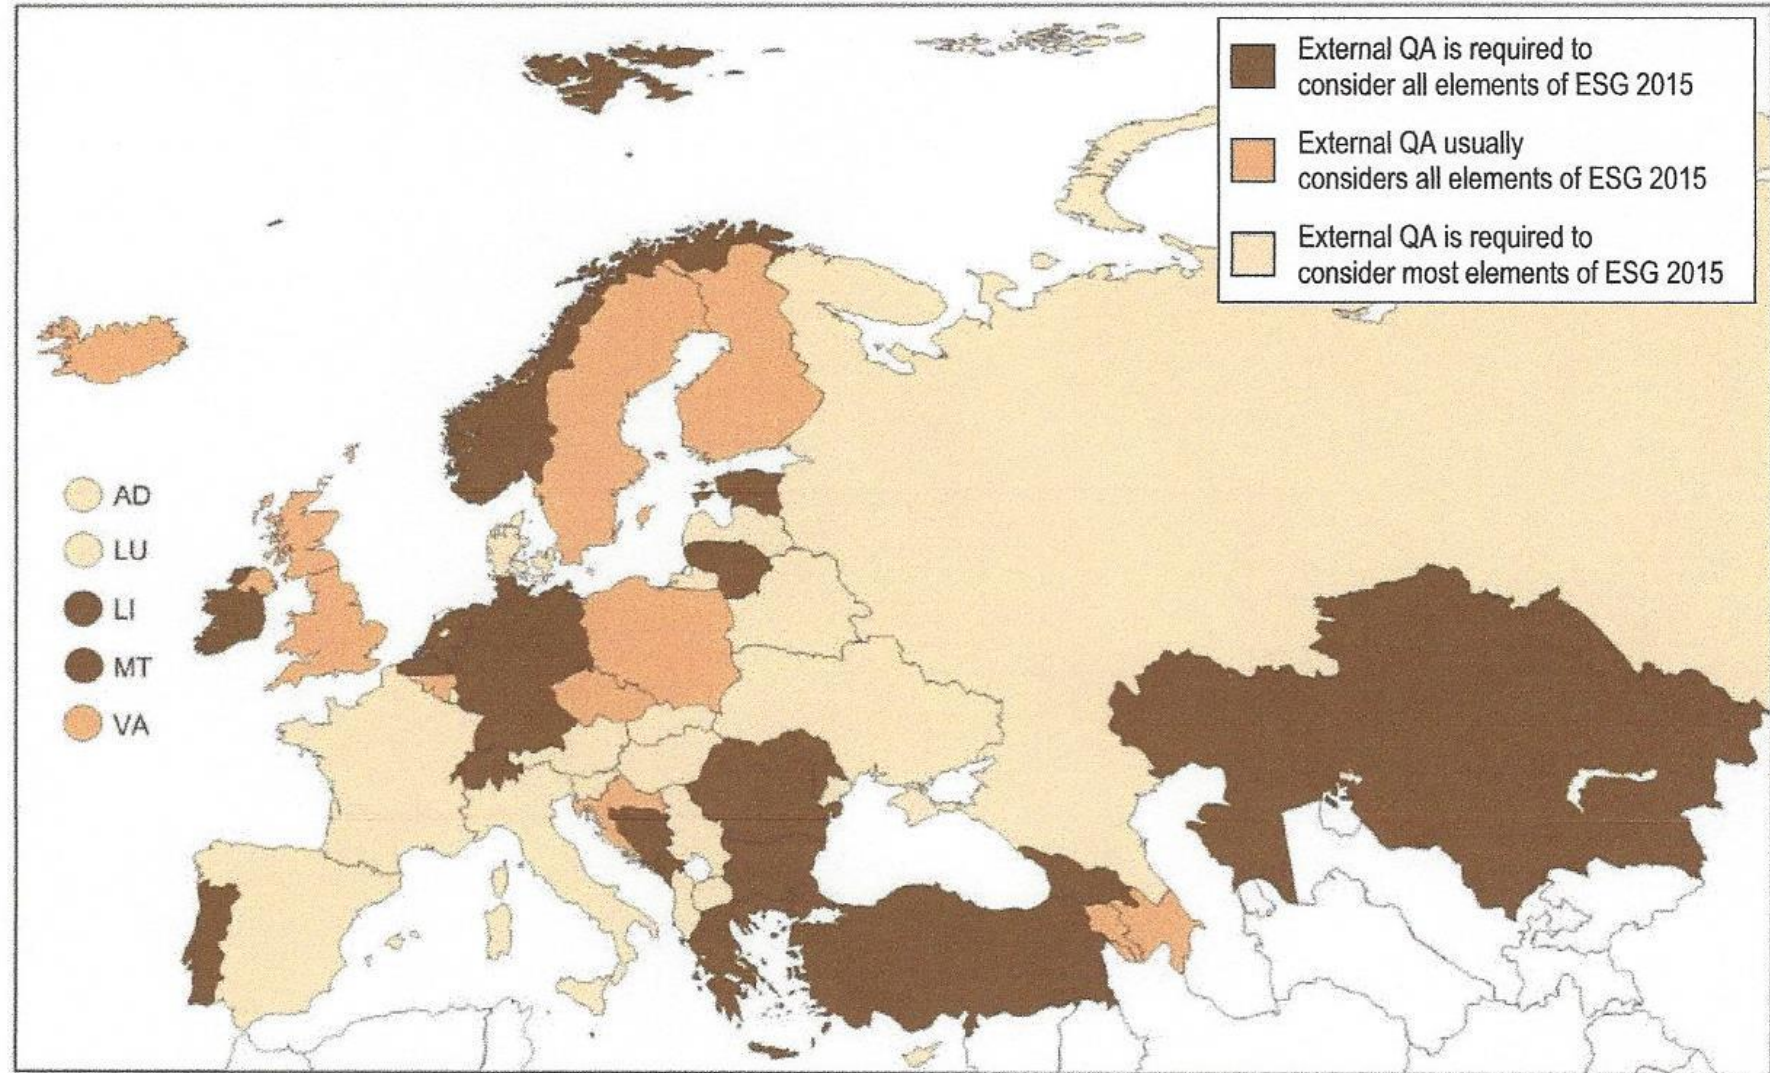 External QA is required to
consider all elements of ESG 2015
External QA usually
considers all elements of ESG 2015
External QA is required to
consider most elements of ESG 2015
AD
LU
LI
MT
VA